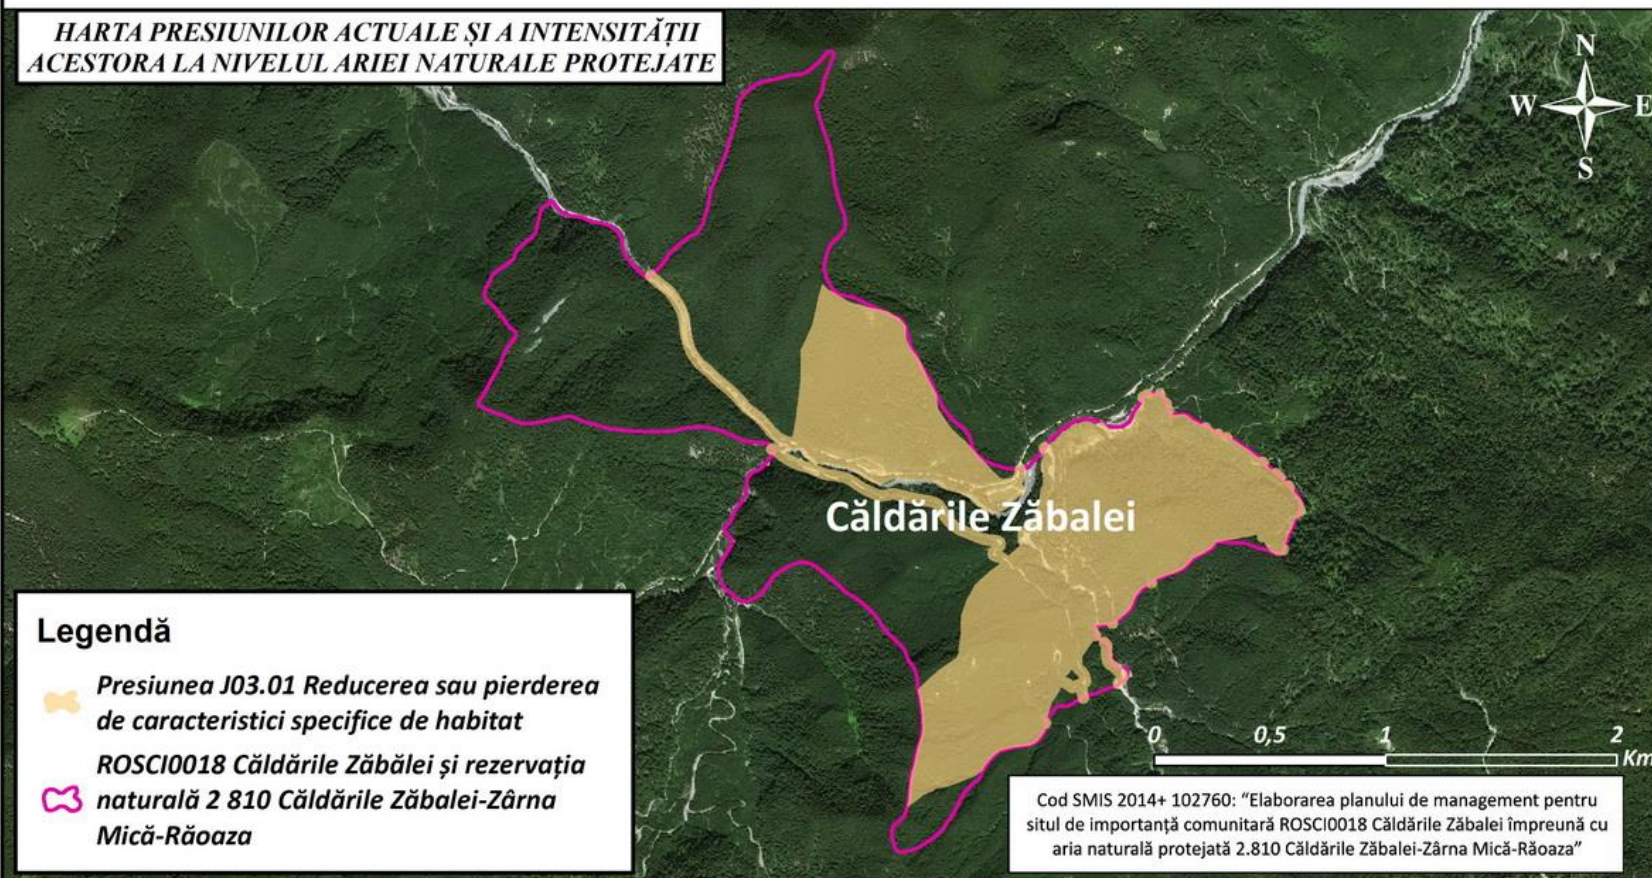 HARTA PRESIUNILOR ACTUALE ȘI A INTENSITĂȚII
ACESTORA LA NIVELUL ARIEI NATURALE PROTEJATE
N
W
E
S
Căldările Zăbalei
Legendă
Presiunea J03.01 Reducerea sau pierderea
de caracteristici specifice de habitat
ROSCI0018 Căldările Zăbălei și rezervația
naturală 2 810 Căldările Zăbalei-Zârna
Mică-Răoaza
0 0,5 1 2
Km
Cod SMIS 2014+ 102760: “Elaborarea planului de management pentru
situl de importanță comunitară ROSCI0018 Căldările Zăbalei împreună cu
aria naturală protejată 2.810 Căldările Zăbalei-Zârna Mică-Răoaza”